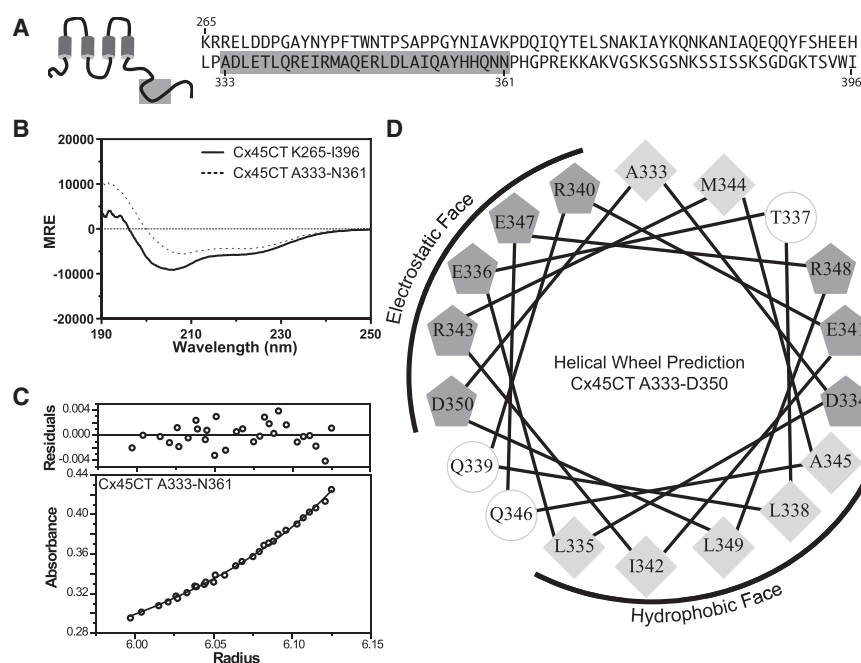 A
265
KRRELDDPGAYNYPFTWNTPSAPPGYNIAVKPDQIQYTELSNAKIAYKQNKANIAQEQQYFSHEEH
LPADLETLQREIRMAQERLDLAIQAYHHQNNPHGPREKKAKVGSKSGSNKSSISSKSGDGKTSVWI
333
361
396
B
20000
10000
0
-10000
-20000
MRE
190
210
230
250
Wavelength (nm)
Cx45CT K265-I396
Cx45CT A333-N361
C
0.004
0.000
-0.004
Residuals
0.44
0.40
0.36
0.32
0.28
Absorbance
Cx45CT A333-N361
6.00
6.05
6.10
6.15
Radius
D
Electrostatic Face
Hydrophobic Face
Helical Wheel Prediction
Cx45CT A333-D350
A333
M344
T337
R348
E341
D334
A345
L338
L349
I342
L335
Q346
Q339
D350
R343
E336
E347
R340